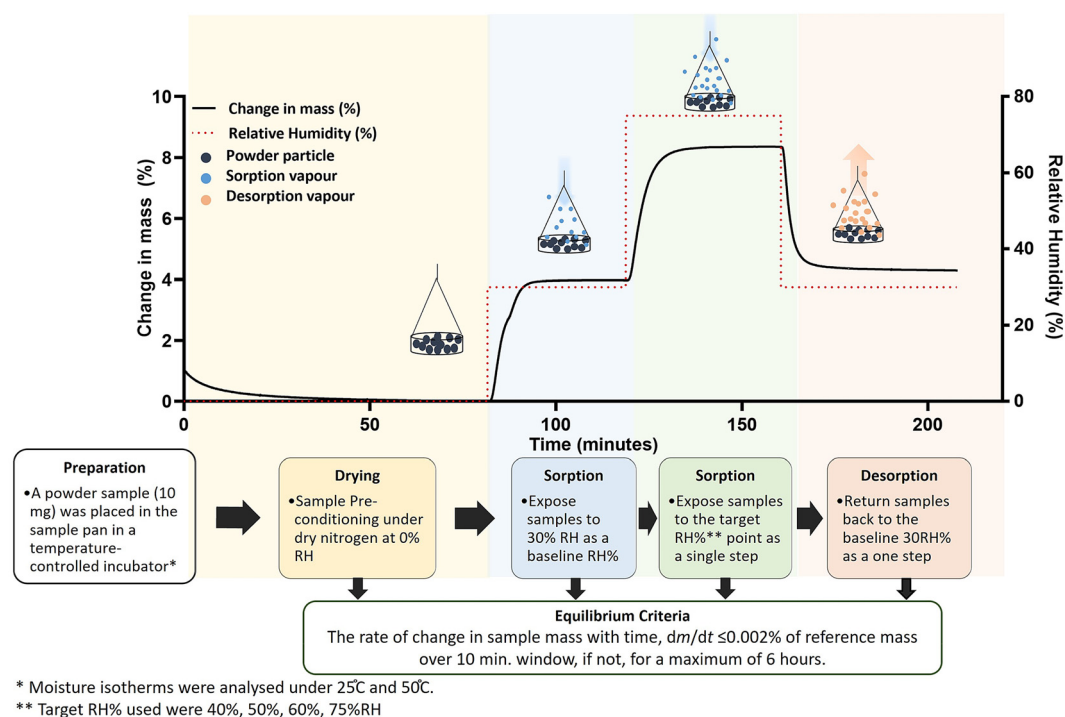 10
8
6
4
2
0
Change in mass (%)
Change in mass (%)
Relative Humidity (%)
Powder particle
Sorption vapour
Desorption vapour
80
60
40
20
0
Relative Humidity (%)
0
50
100
150
200
Time (minutes)
Preparation
•A powder sample (10
mg) was placed in the
sample pan in a
temperature-
controlled incubator*
Drying
•Sample Pre-
conditioning under
dry nitrogen at 0%
RH
Sorption
•Expose
samples to
30% RH as a
baseline RH%
Sorption
•Expose samples
to the target
RH%** point as
a single step
Desorption
•Return samples
back to the
baseline 30RH%
as a one step
Equilibrium Criteria
The rate of change in sample mass with time, dm/dt ≤0.002% of reference mass
over 10 min. window, if not, for a maximum of 6 hours.
* Moisture isotherms were analysed under 25°C and 50°C.
** Target RH% used were 40%, 50%, 60%, 75%RH